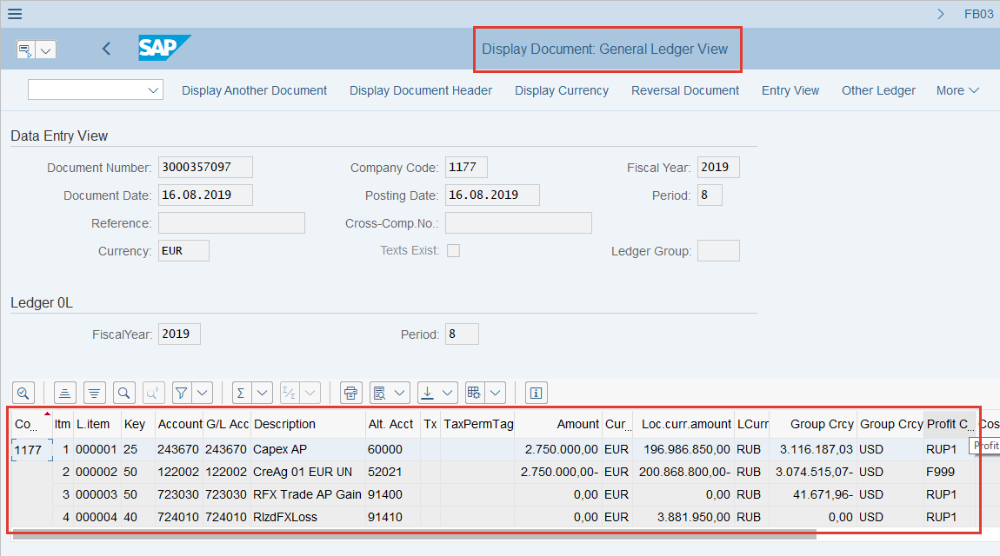 FB03
SAP
Display Document: General Ledger View
Display Another Document Display Document Header Display Currency Reversal Document Entry View Other Ledger More
Data Entry View
Document Number: 3000357097 Company Code: 1177 Fiscal Year: 2019
Document Date: 16.08.2019 Posting Date: 16.08.2019 Period: 8
Reference: Cross-Comp.No.:
Currency: EUR Texts Exist: Ledger Group:
Ledger 0L
FiscalYear: 2019 Period: 8
Co... Itm L.item Key Account G/L Acc Description Alt. Acct Tx TaxPermTag Amount Cur... Loc.curr.amount LCurr Group Crcy Group Crcy Profit C... Cos
1177 1 000001 25 243670 243670 Capex AP 60000 2.750.000,00 EUR 196.986.850,00 RUB 3.116.187,03 USD RUP1 Profit
2 000002 50 122002 122002 CreAg 01 EUR UN 52021 2.750.000,00- EUR 200.868.800,00- RUB 3.074.515,07- USD F999
3 000003 50 723030 723030 RFX Trade AP Gain 91400 0,00 EUR 0,00 RUB 41.671,96- USD RUP1
4 000004 40 724010 724010 RlzdFXLoss 91410 0,00 EUR 3.881.950,00 RUB 0,00 USD RUP1